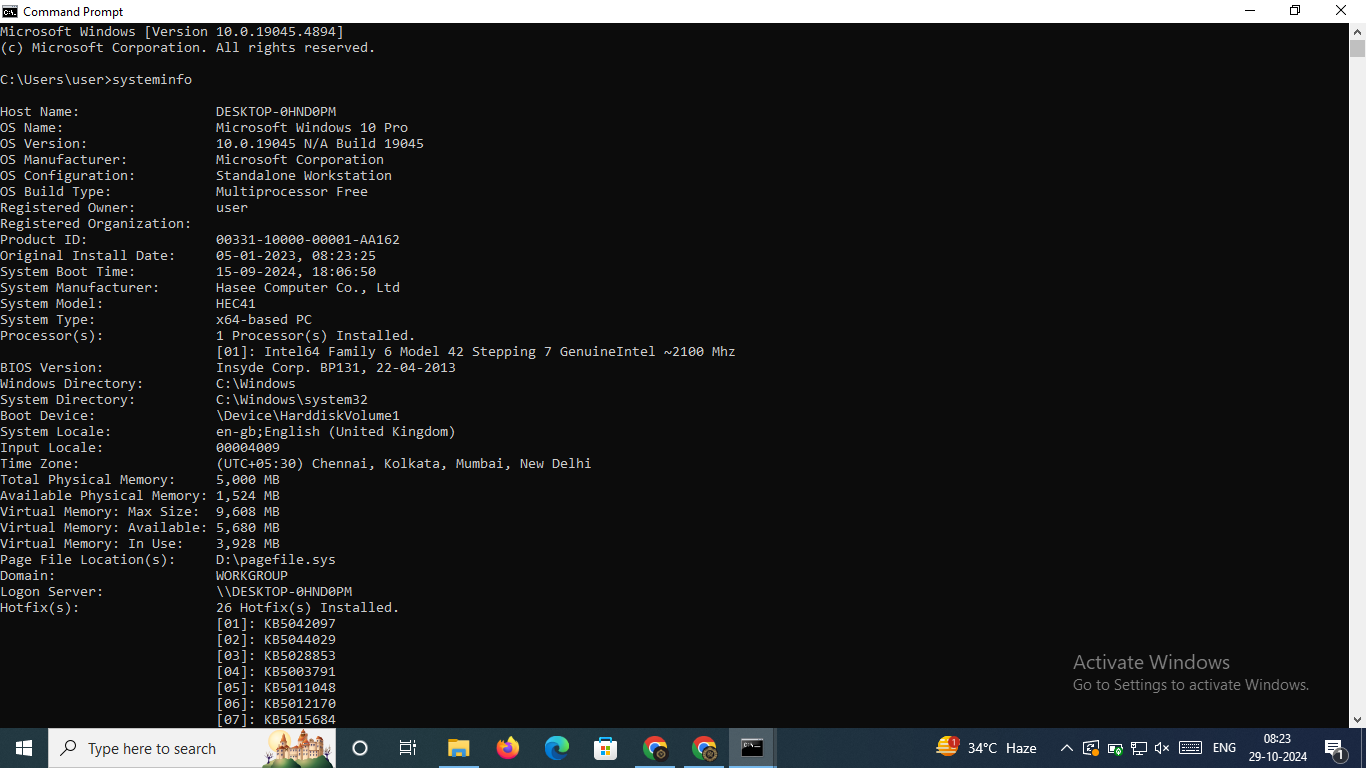 Command Prompt
Microsoft Windows [Version 10.0.19045.4894]
(c) Microsoft Corporation. All rights reserved.
C:\Users\user>systeminfo
Host Name: DESKTOP-0HND0PM
OS Name: Microsoft Windows 10 Pro
OS Version: 10.0.19045 N/A Build 19045
OS Manufacturer: Microsoft Corporation
OS Configuration: Standalone Workstation
OS Build Type: Multiprocessor Free
Registered Owner: user
Registered Organization:
Product ID: 00331-10000-00001-AA162
Original Install Date: 05-01-2023, 08:23:25
System Boot Time: 15-09-2024, 18:06:50
System Manufacturer: Hasee Computer Co., Ltd
System Model: HEC41
System Type: x64-based PC
Processor(s): 1 Processor(s) Installed.
[01]: Intel64 Family 6 Model 42 Stepping 7 GenuineIntel ~2100 Mhz
BIOS Version: Insyde Corp. BP131, 22-04-2013
Windows Directory: C:\Windows
System Directory: C:\Windows\system32
Boot Device: \Device\HarddiskVolume1
System Locale: en-gb;English (United Kingdom)
Input Locale: 00004009
Time Zone: (UTC+05:30) Chennai, Kolkata, Mumbai, New Delhi
Total Physical Memory: 5,000 MB
Available Physical Memory: 1,524 MB
Virtual Memory: Max Size: 9,608 MB
Virtual Memory: Available: 5,680 MB
Virtual Memory: In Use: 3,928 MB
Page File Location(s): D:\pagefile.sys
Domain: WORKGROUP
Logon Server: \\DESKTOP-0HND0PM
Hotfix(s): 26 Hotfix(s) Installed.
[01]: KB5042097
[02]: KB5044029
[03]: KB5028853
[04]: KB5003791
[05]: KB5011048
[06]: KB5012170
[07]: KB5015684
Activate Windows
Go to Settings to activate Windows.
Type here to search
1
34°C Haze
ENG
08:23
29-10-2024
1